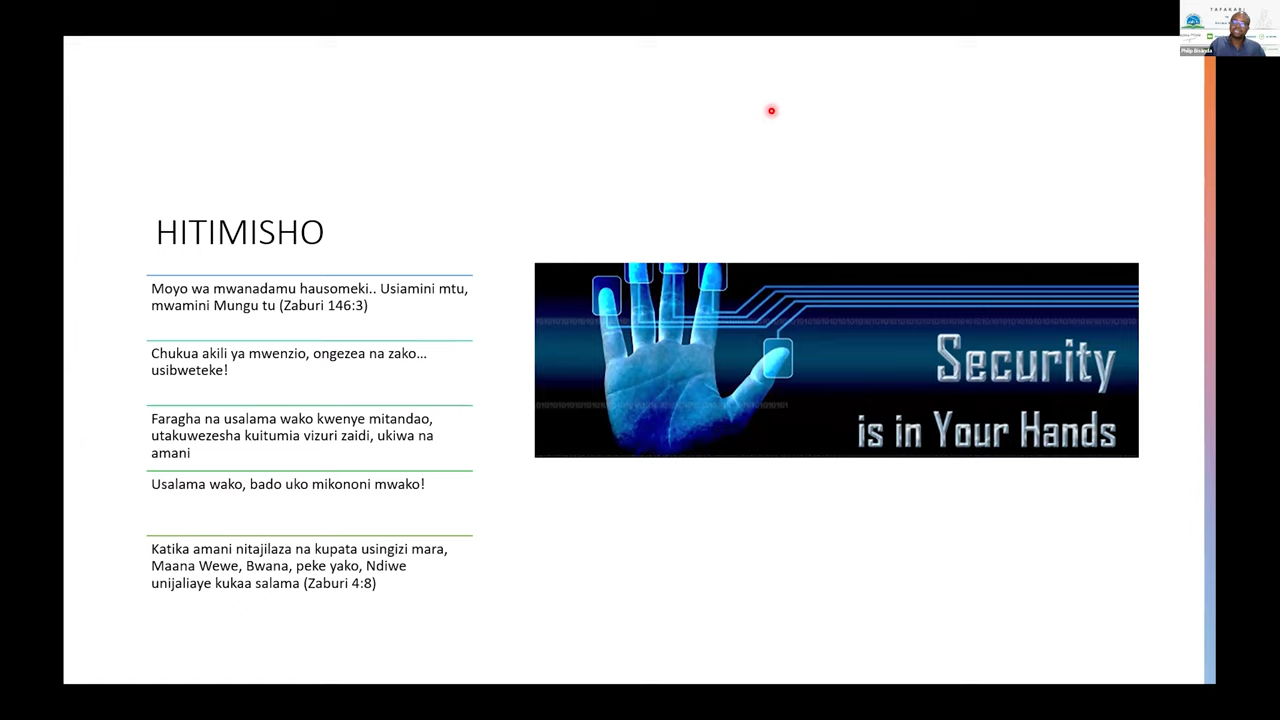 TAFAKARI
Philip Bisanda
HITIMISHO
Moyo wa mwanadamu hausomeki.. Usiamini mtu,
mwamini Mungu tu (Zaburi 146:3)
Chukua akili ya mwenzio, ongezea na zako…
usibweteke!
Faragha na usalama wako kwenye mitandao,
utakuwezesha kuitumia vizuri zaidi, ukiwa na
amani
Usalama wako, bado uko mikononi mwako!
Katika amani nitajilaza na kupata usingizi mara,
Maana Wewe, Bwana, peke yako, Ndiwe
unijaliaye kukaa salama (Zaburi 4:8)
Security
is in Your Hands